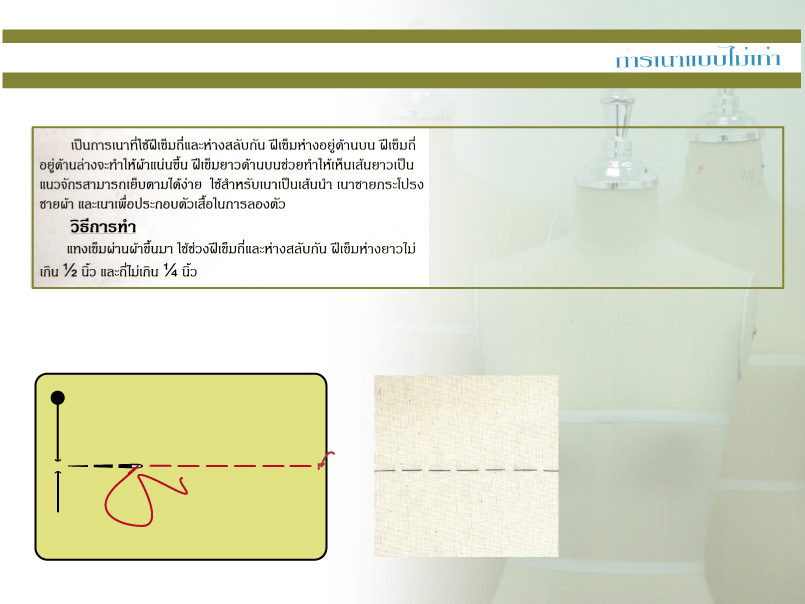 การเนาแบบไม่เท่า
เป็นการเนาที่ใช้ฝีเข็มถี่และห่างสลับกัน ฝีเข็มห่างอยู่ด้านบน ฝีเข็มถี่
อยู่ด้านล่างจะทำให้ผ้าแน่นขึ้น ฝีเข็มยาวด้านบนช่วยทำให้เห็นเส้นยาวเป็น
แนวจักรสามารถเย็บตามได้ง่าย ใช้สำหรับเนาเป็นเส้นนำ เนาชายกระโปรง
ชายผ้า และเนาเพื่อประกอบตัวเสื้อในการลองตัว
วิธีการทำ
แทงเข็มผ่านผ้าขึ้นมา ใช้ช่วงฝีเข็มถี่และห่างสลับกัน ฝีเข็มห่างยาวไม่
เกิน ½ นิ้ว และถี่ไม่เกิน ¼ นิ้ว